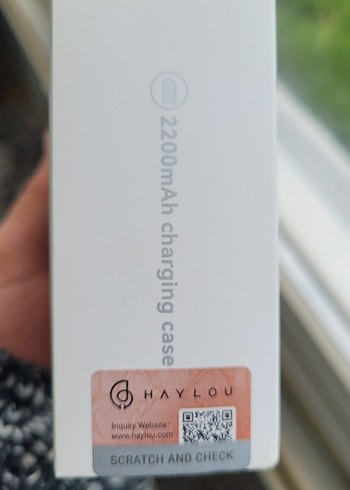 2200mAh charging case
HAYLOU
Inquiry Website:
www.haylou.com
SCRATCH AND CHECK